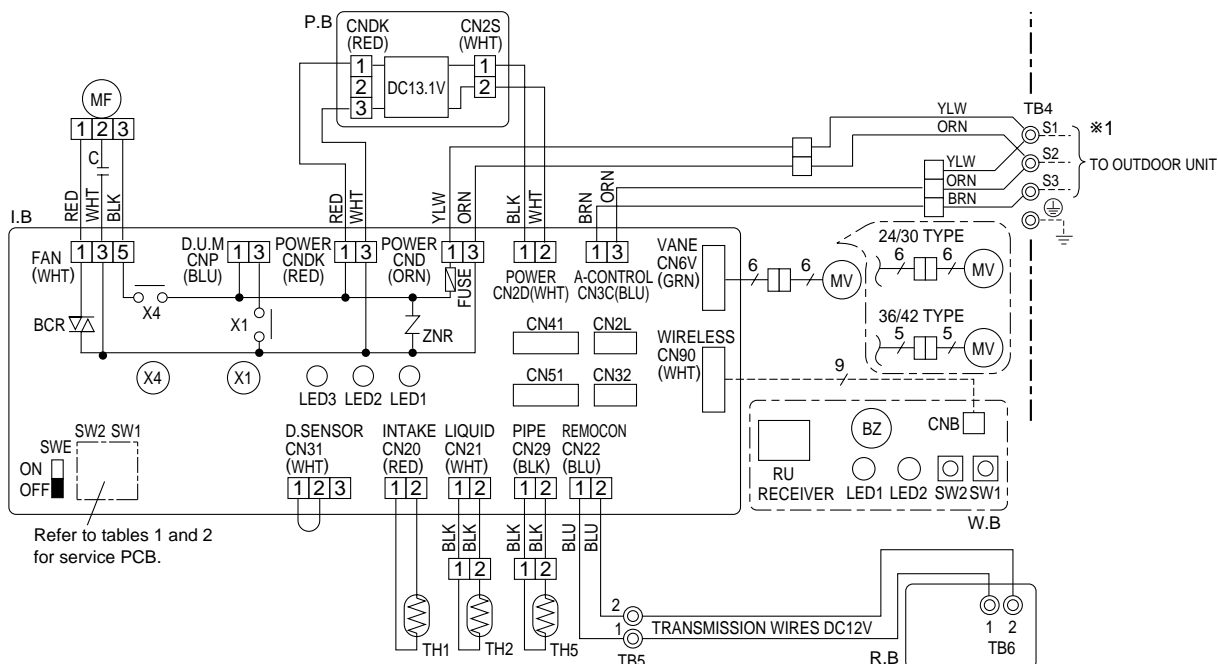 P.B
CNDK
(RED)
CN2S
(WHT)
1
2
3
DC13.1V
1
2
MF
1 2 3
C
RED
WHT
BLK
RED
WHT
YLW
ORN
BLK
WHT
BRN
ORN
YLW
ORN
YLW
ORN
BRN
TB4
S1
S2
S3
※1
TO OUTDOOR UNIT
I.B
FAN
(WHT)
1 3 5
D.U.M
CNP
(BLU)
1 3
POWER
CNDK
(RED)
1 3
POWER
CND
(ORN)
1 3
FUSE
1 2
POWER
CN2D(WHT)
1 3
A-CONTROL
CN3C(BLU)
VANE
CN6V
(GRN)
6
6
MV
24/30 TYPE
6
6
MV
36/42 TYPE
5
5
MV
X4
BCR
X1
ZNR
X4
X1
LED3 LED2 LED1
CN41
CN2L
CN51
CN32
WIRELESS
CN90
(WHT)
9
CNB
BZ
RU
RECEIVER
LED1 LED2 SW2 SW1
W.B
SWE
ON
OFF
SW2 SW1
Refer to tables 1 and 2
for service PCB.
D.SENSOR
CN31
(WHT)
1 2 3
INTAKE
CN20
(RED)
1 2
LIQUID
CN21
(WHT)
1 2
PIPE
CN29
(BLK)
1 2
REMOCON
CN22
(BLU)
1 2
BLK
BLK
BLK
BLK
BLU
BLU
1 2
1 2
TH1
TH2
TH5
2
1
TB5
TRANSMISSION WIRES DC12V
1 2
TB6
R.B